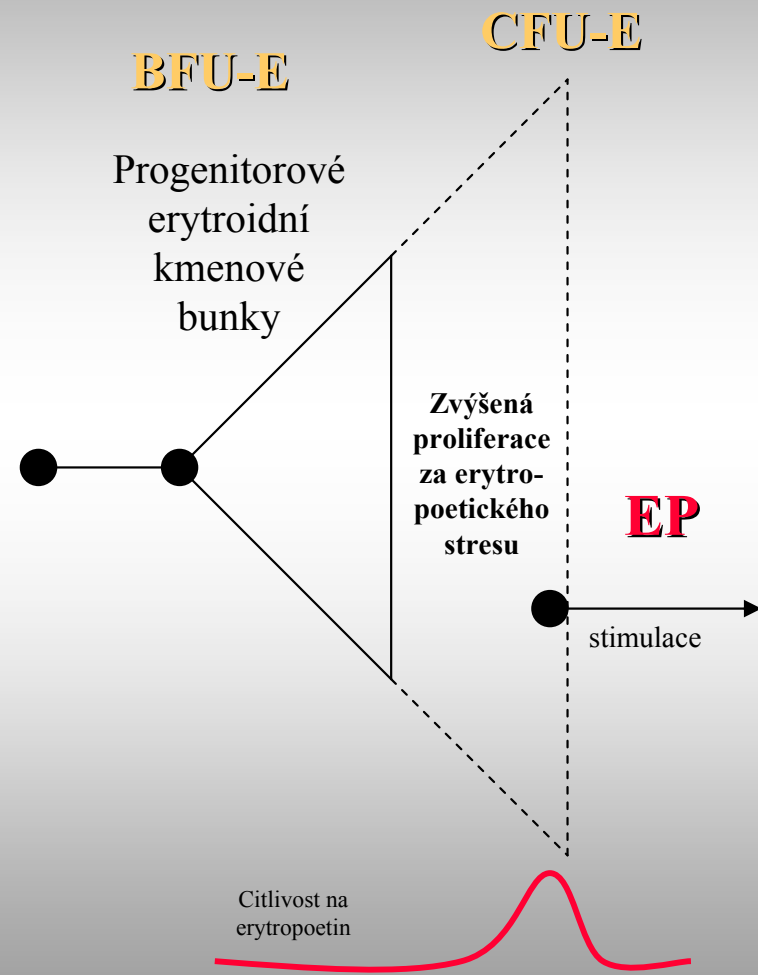 CFU-E
BFU-E
Progenitorové
erytroidní
kmenové
bunky
Zvýšená
proliferace
za erytro-
poetického
stresu
EP
stimulace
Citlivost na
erytropoetin